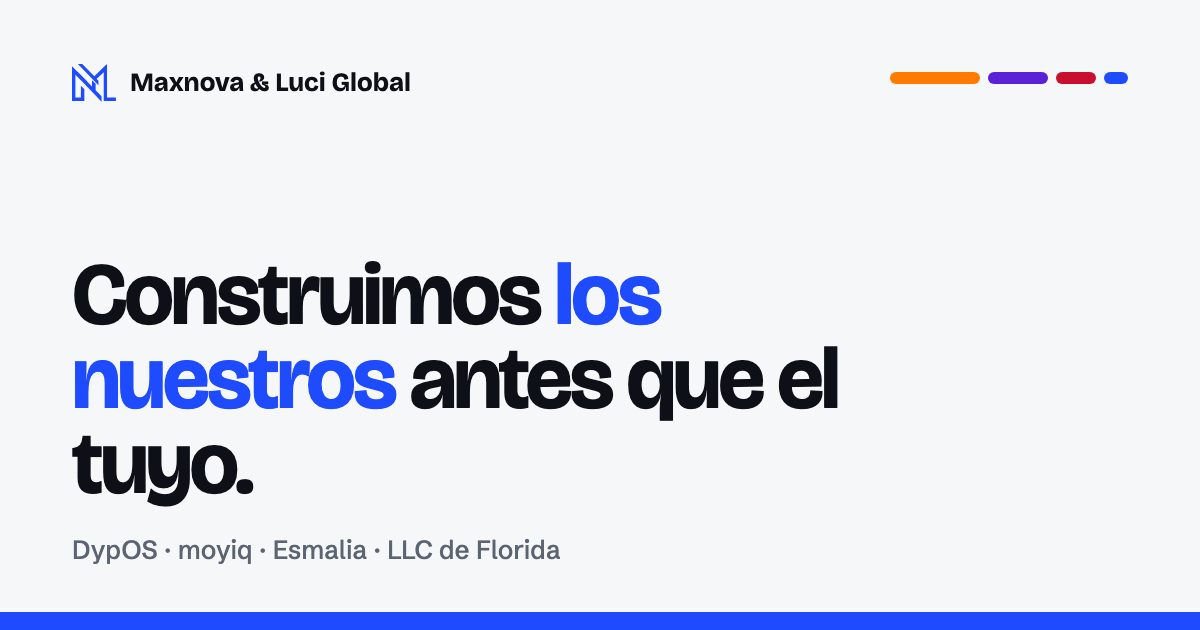 Maxnova & Luci Global
Construimos los
nuestros antes que el
tuyo.
DypOS · moyiq · Esmalia · LLC de Florida